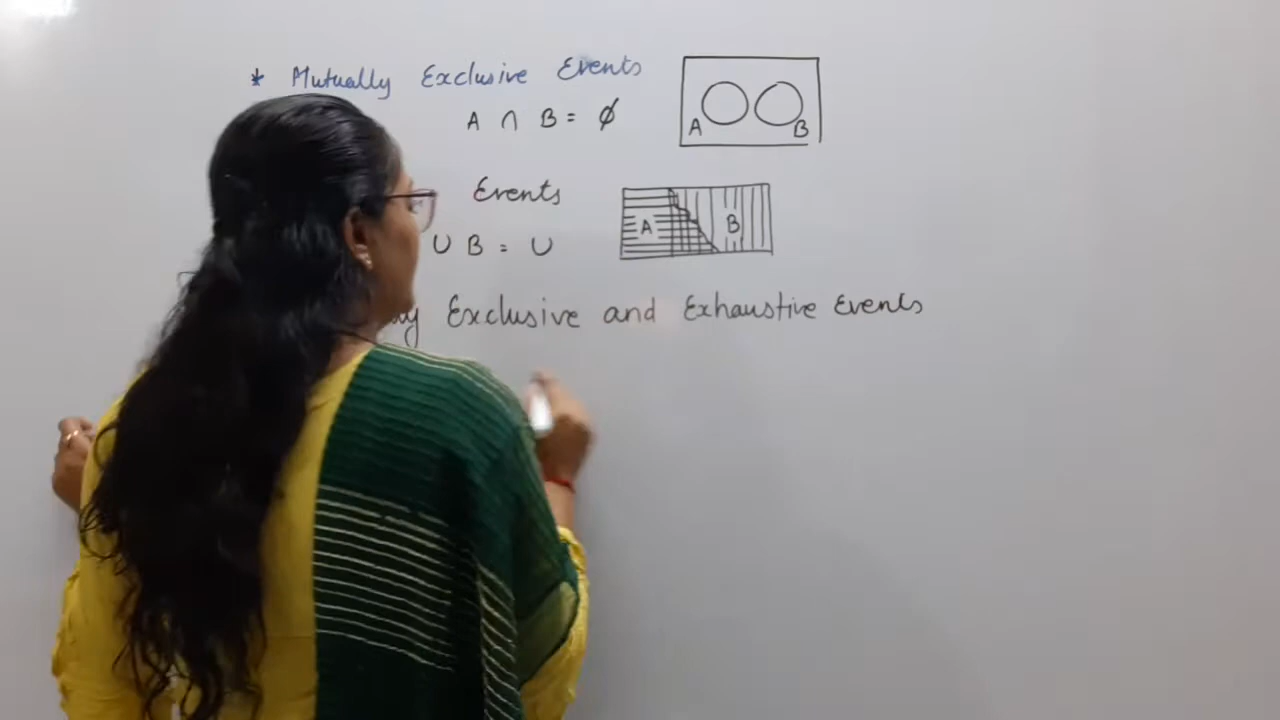 * Mutually Exclusive Events
A ∩ B = ϕ
A B
Events
∪ B = ∪
A B
Exclusive and Exhaustive Events